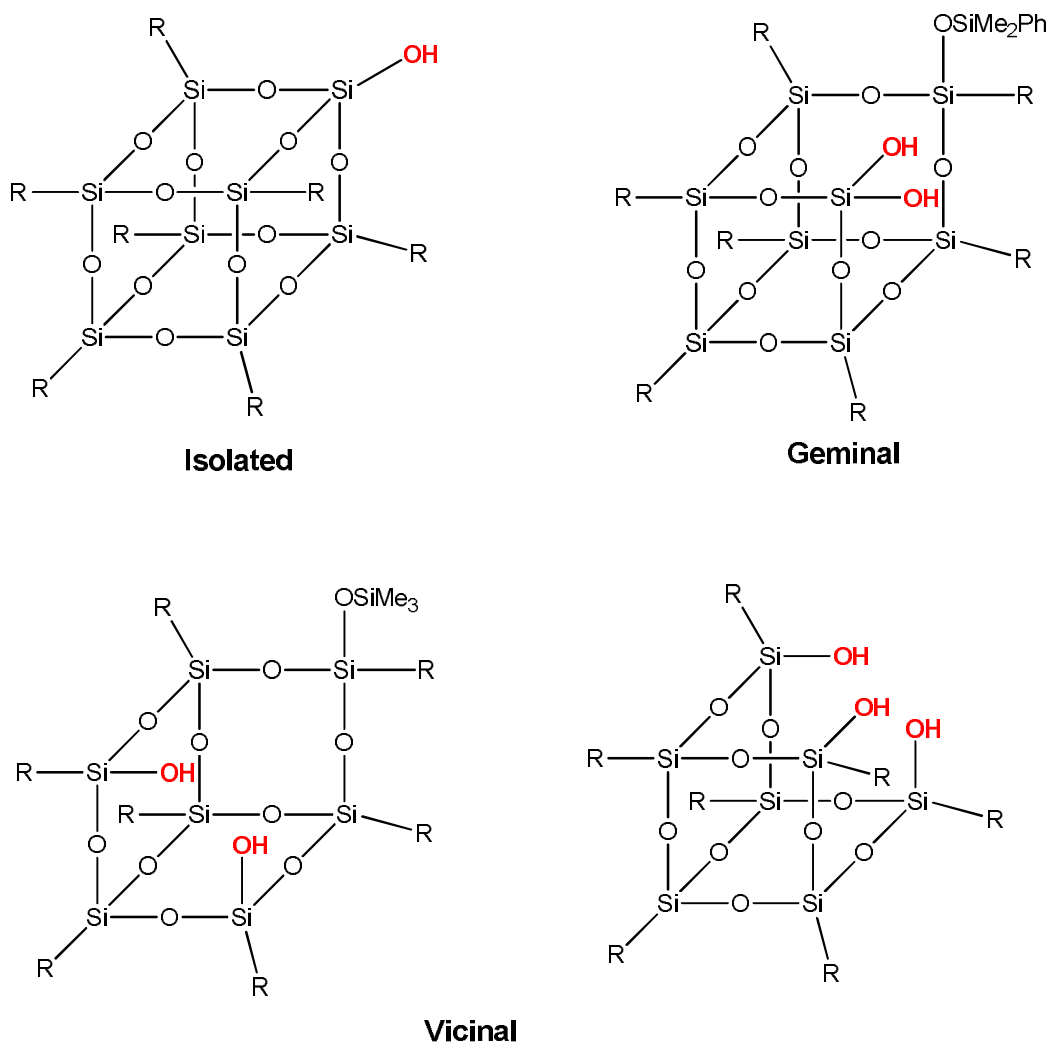 R
OH
Si O Si
O O
O O
R Si O Si R
R Si O Si R
O O
O O
Si O Si
R
R
Isolated
OSiMe₂Ph
R
Si O Si R
O OH
O O
R Si O Si OH
R Si O Si R
O O
O O
Si O Si
R
R
Geminal
OSiMe₃
R
Si O Si R
O
O O
R Si OH
R Si O Si R
O OH
O O
Si O Si
R
R
R
Si OH
O OH
O OH
R Si O Si R
R Si O Si R
O O
O O
Si O Si
R
R
Vicinal